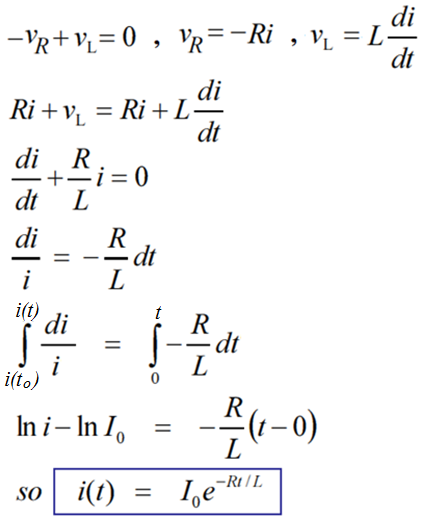 −v_R + v_L = 0 , v_R = −Ri , v_L = L di/dt
Ri + v_L = Ri + L di/dt
di/dt + R/L i = 0
di/i = − R/L dt
∫_{i(t_o)}^{i(t)} di/i = ∫_0^t − R/L dt
ln i − ln I_0 = − R/L (t − 0)
so i(t) = I_0 e^{−Rt/L}